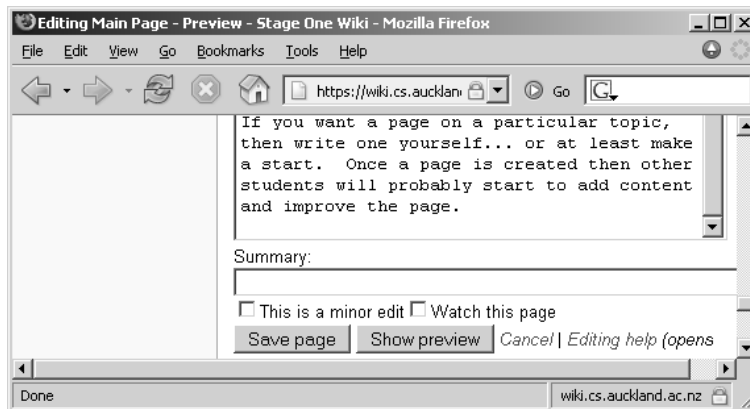 Editing Main Page - Preview - Stage One Wiki - Mozilla Firefox
File Edit View Go Bookmarks Tools Help
https://wiki.cs.aucklan Go G
If you want a page on a particular topic,
then write one yourself... or at least make
a start. Once a page is created then other
students will probably start to add content
and improve the page.
Summary:
This is a minor edit Watch this page
Save page Show preview Cancel | Editing help (opens
Done wiki.cs.auckland.ac.nz